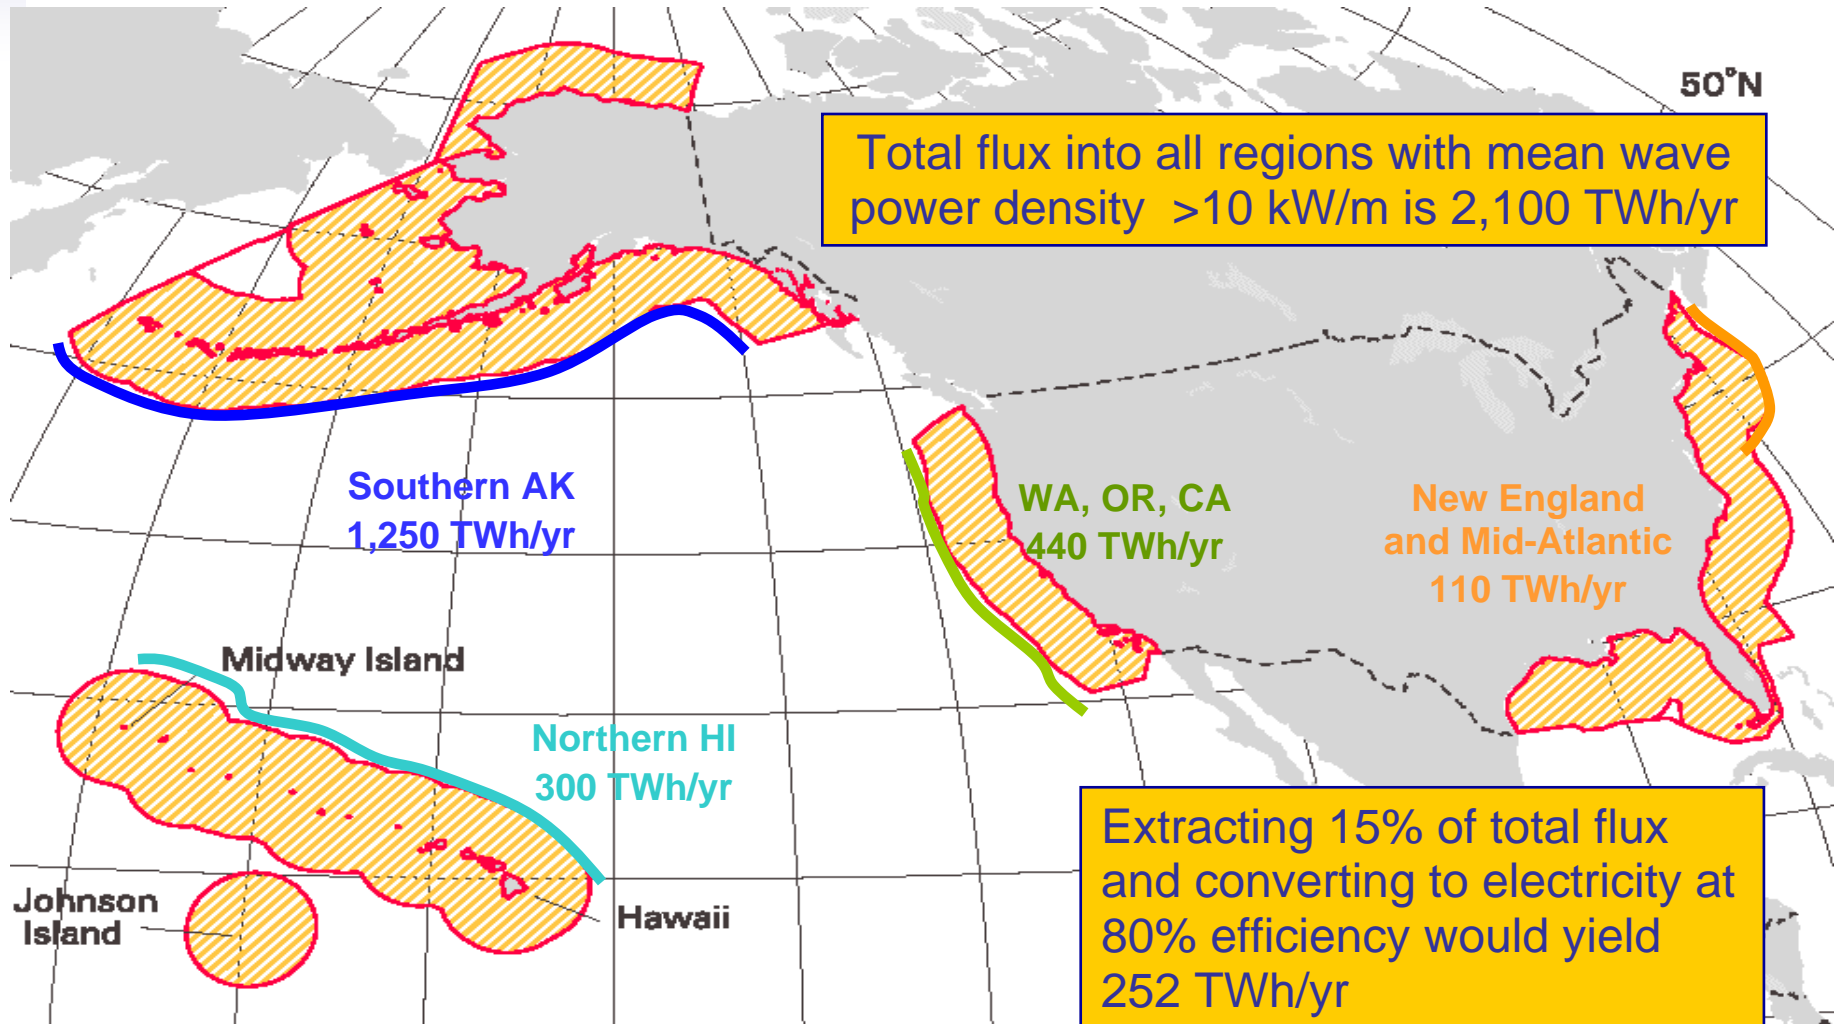 50°N
Total flux into all regions with mean wave
power density >10 kW/m is 2,100 TWh/yr
Southern AK
1,250 TWh/yr
WA, OR, CA
440 TWh/yr
New England
and Mid-Atlantic
110 TWh/yr
Midway Island
Northern HI
300 TWh/yr
Johnson
Island
Hawaii
Extracting 15% of total flux
and converting to electricity at
80% efficiency would yield
252 TWh/yr